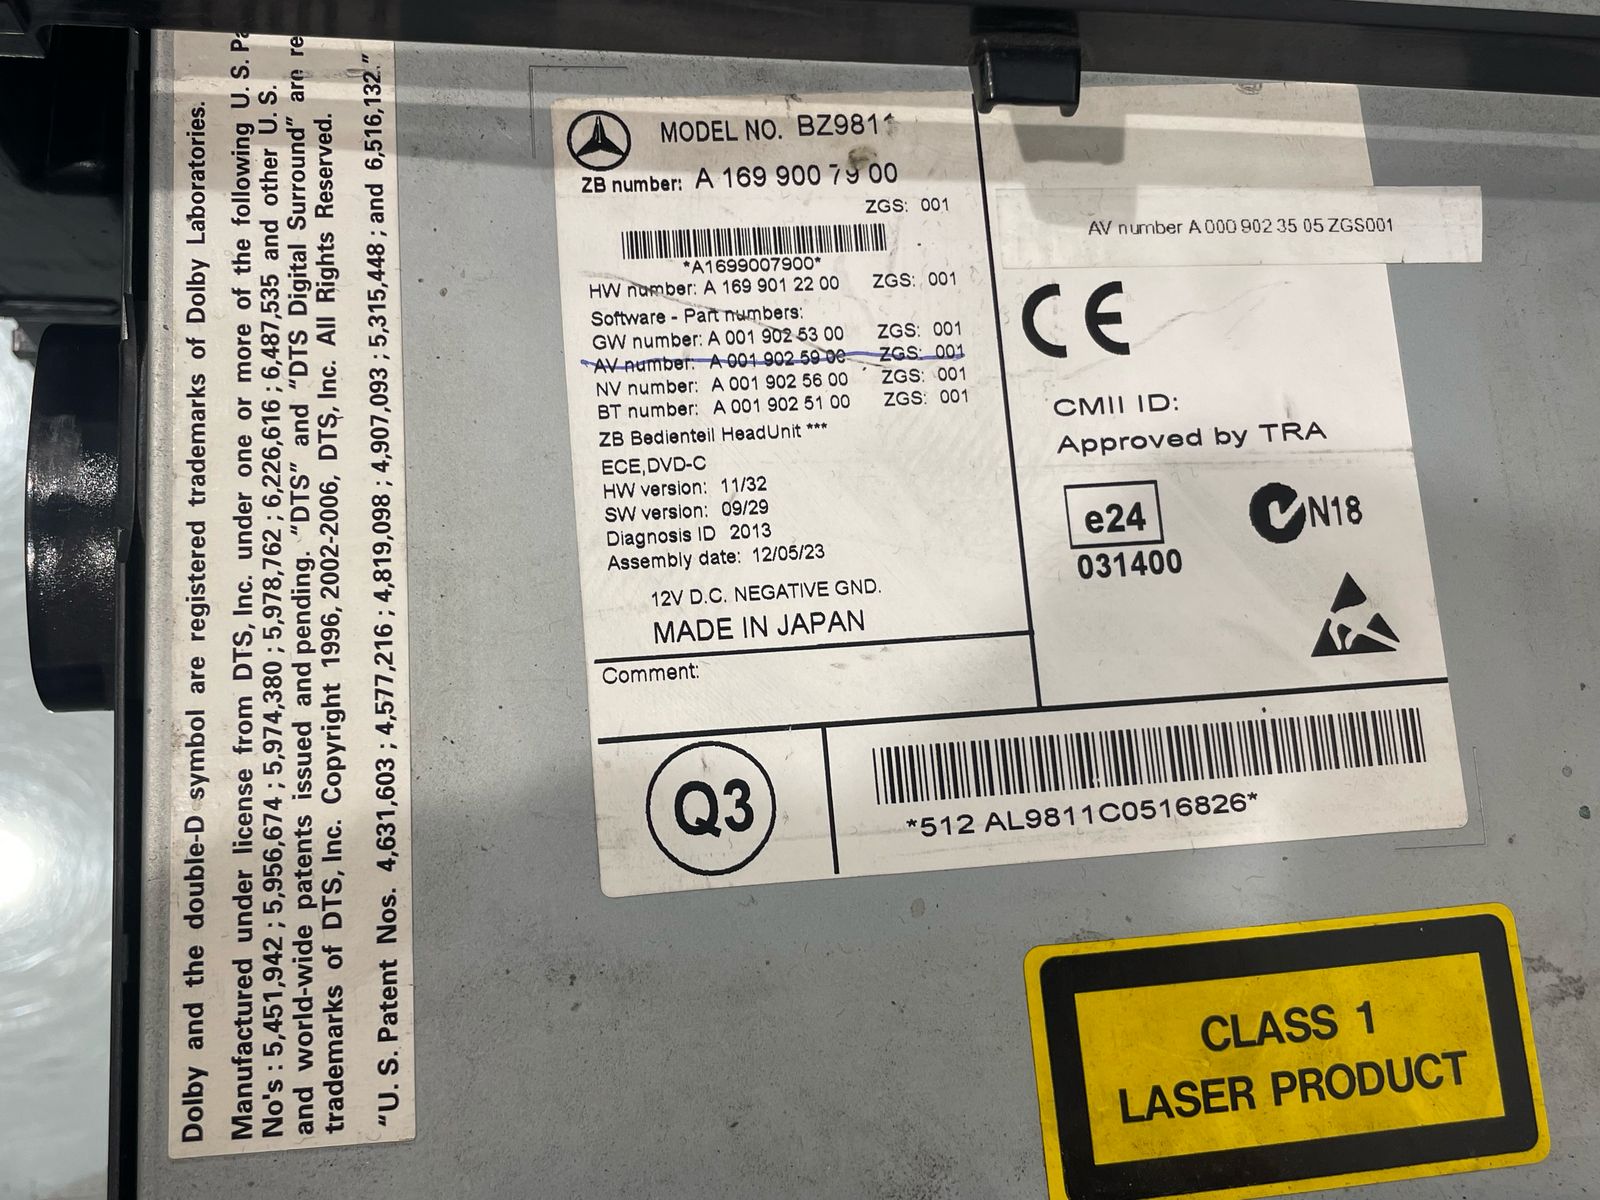 Dolby and the double-D symbol are registered trademarks of Dolby Laboratories.
Manufactured under license from DTS, Inc. under one or more of the following U. S. Pa
No's : 5,451,942 ; 5,956,674 ; 5,974,380 ; 5,978,762 ; 6,226,616 ; 6,487,535 and other U. S.
and world-wide patents issued and pending. "DTS" and "DTS Digital Surround" are re
trademarks of DTS, Inc. Copyright 1996, 2002-2006, DTS, Inc. All Rights Reserved.
"U. S. Patent Nos. 4,631,603 ; 4,577,216 ; 4,819,098 ; 4,907,093 ; 5,315,448 ; and 6,516,132."
MODEL NO. BZ9811
ZB number: A 169 900 79 00
ZGS: 001
*A1699007900*
HW number: A 169 901 22 00 ZGS: 001
Software - Part numbers:
GW number: A 001 902 53 00 ZGS: 001
AV number: A 001 902 59 00 ZGS: 001
NV number: A 001 902 56 00 ZGS: 001
BT number: A 001 902 51 00 ZGS: 001
ZB Bedienteil HeadUnit ***
ECE,DVD-C
HW version: 11/32
SW version: 09/29
Diagnosis ID 2013
Assembly date: 12/05/23
12V D.C. NEGATIVE GND.
MADE IN JAPAN
Comment:
AV number A 000 902 35 05 ZGS001
CE
CMII ID:
Approved by TRA
e24
031400
N18
Q3
*512 AL9811C0516826*
CLASS 1
LASER PRODUCT